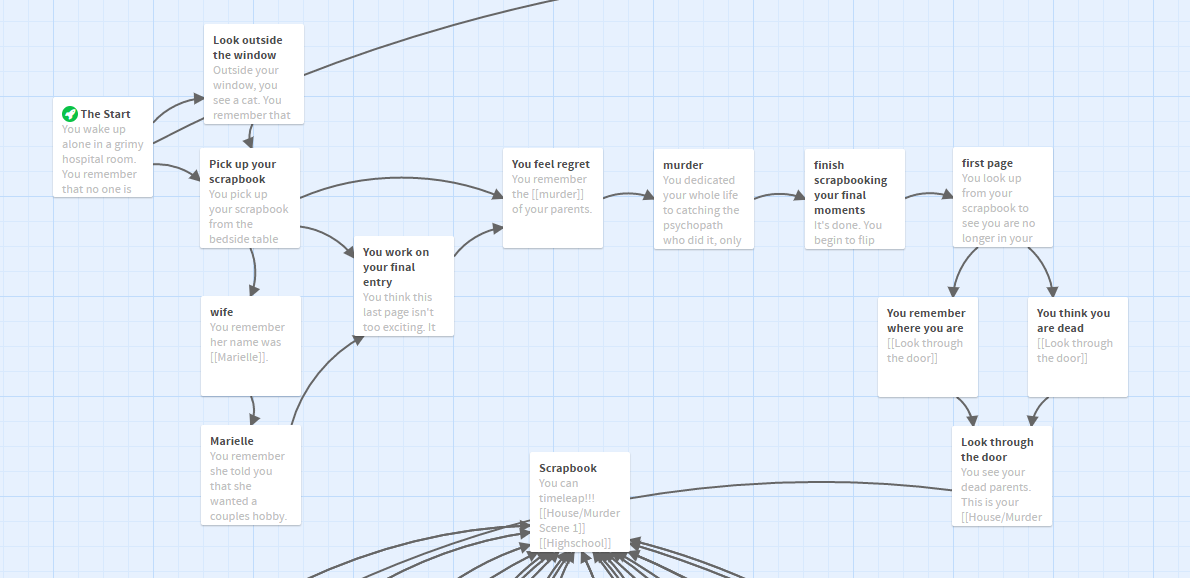 Look outside
the window
Outside your
window, you
see a cat. You
remember that
The Start
You wake up
alone in a grimy
hospital room.
You remember
that no one is
Pick up your
scrapbook
You pick up
your scrapbook
from the
bedside table
You feel regret
You remember
the [[murder]]
of your parents.
murder
You dedicated
your whole life
to catching the
psychopath
who did it, only
finish
scrapbooking
your final
moments
It's done. You
begin to flip
first page
You look up
from your
scrapbook to
see you are no
longer in your
You work on
your final
entry
You think this
last page isn't
too exciting. It
wife
You remember
her name was
[[Marielle]].
You remember
where you are
[[Look through
the door]]
You think you
are dead
[[Look through
the door]]
Marielle
You remember
she told you
that she
wanted a
couples hobby.
Scrapbook
You can
timeleap!!!
[[House/Murder
Scene 1]]
[[Highschool]]
Look through
the door
You see your
dead parents.
This is your
[[House/Murder